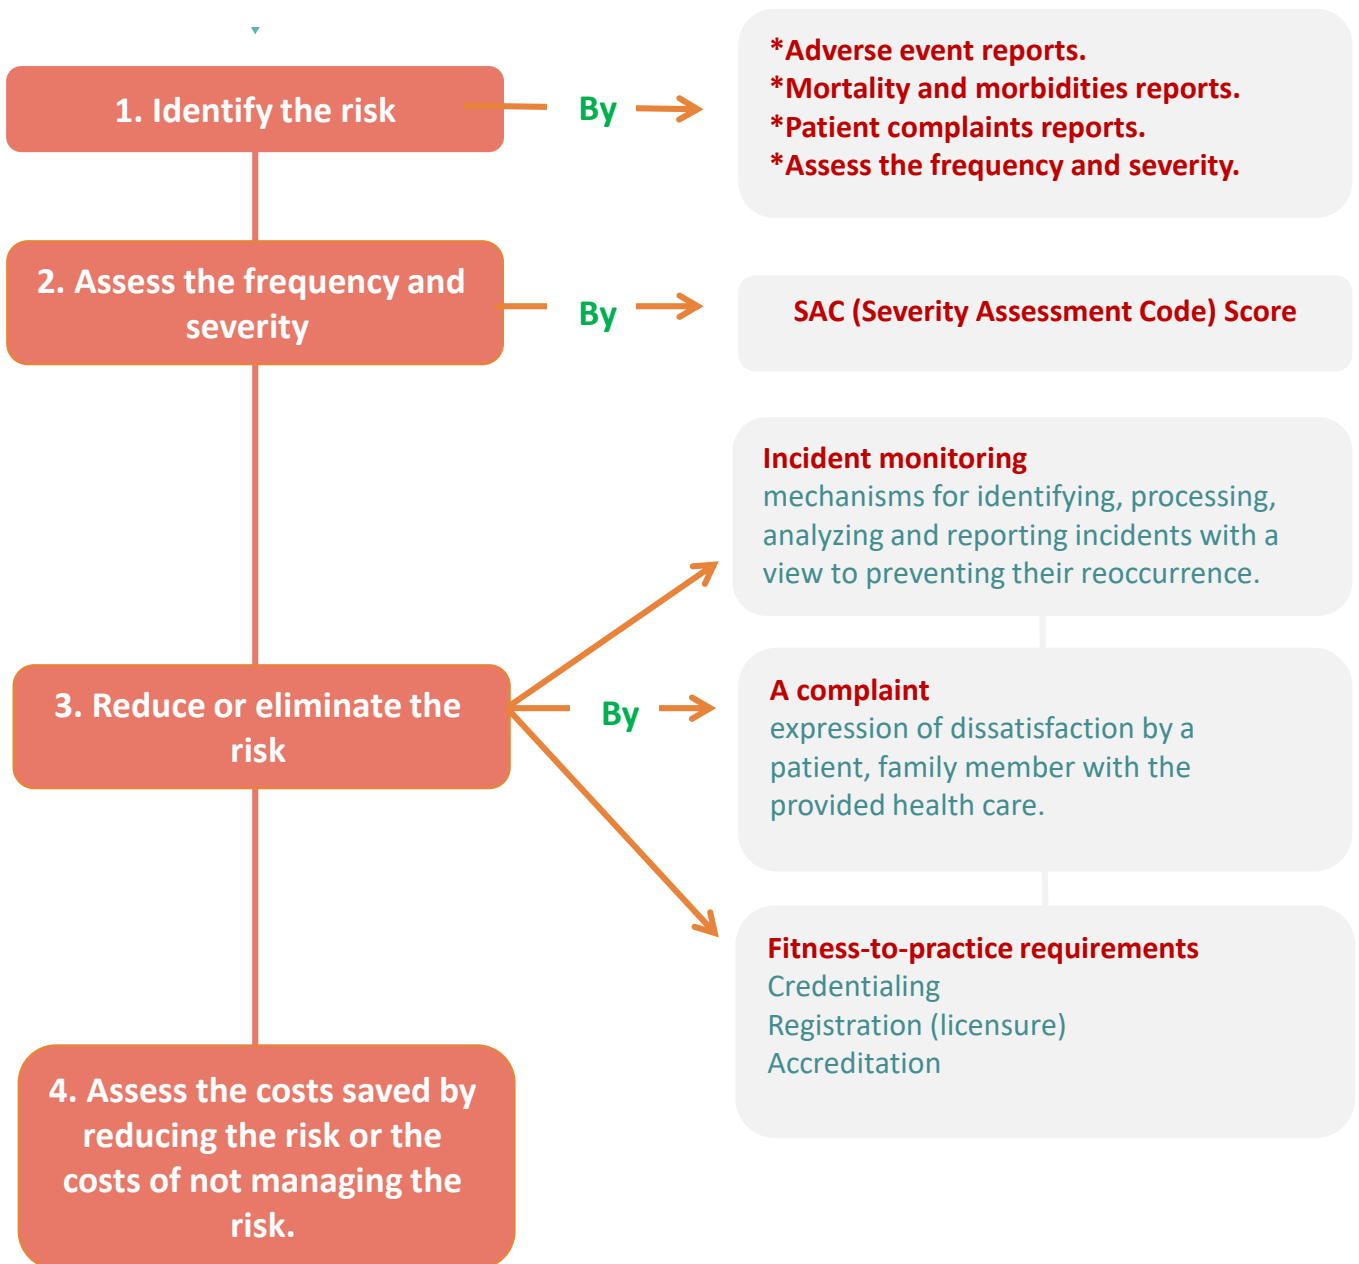 1. Identify the risk
By
*Adverse event reports.
*Mortality and morbidities reports.
*Patient complaints reports.
*Assess the frequency and severity.
2. Assess the frequency and
severity
By
SAC (Severity Assessment Code) Score
3. Reduce or eliminate the
risk
By
Incident monitoring
mechanisms for identifying, processing,
analyzing and reporting incidents with a
view to preventing their reoccurrence.
A complaint
expression of dissatisfaction by a
patient, family member with the
provided health care.
Fitness-to-practice requirements
Credentialing
Registration (licensure)
Accreditation
4. Assess the costs saved by
reducing the risk or the
costs of not managing the
risk.